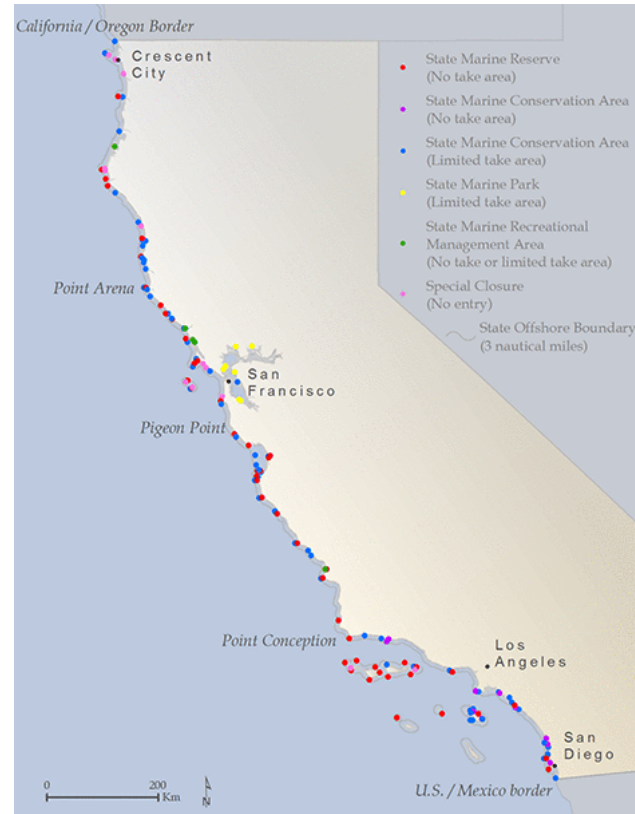 California / Oregon Border
Crescent
City
State Marine Reserve
(No take area)
State Marine Conservation Area
(No take area)
State Marine Conservation Area
(Limited take area)
State Marine Park
(Limited take area)
State Marine Recreational
Management Area
(No take or limited take area)
Special Closure
(No entry)
State Offshore Boundary
(3 nautical miles)
Point Arena
San
Francisco
Pigeon Point
Point Conception
Los
Angeles
San
Diego
U.S. / Mexico border
0 200
Km
N